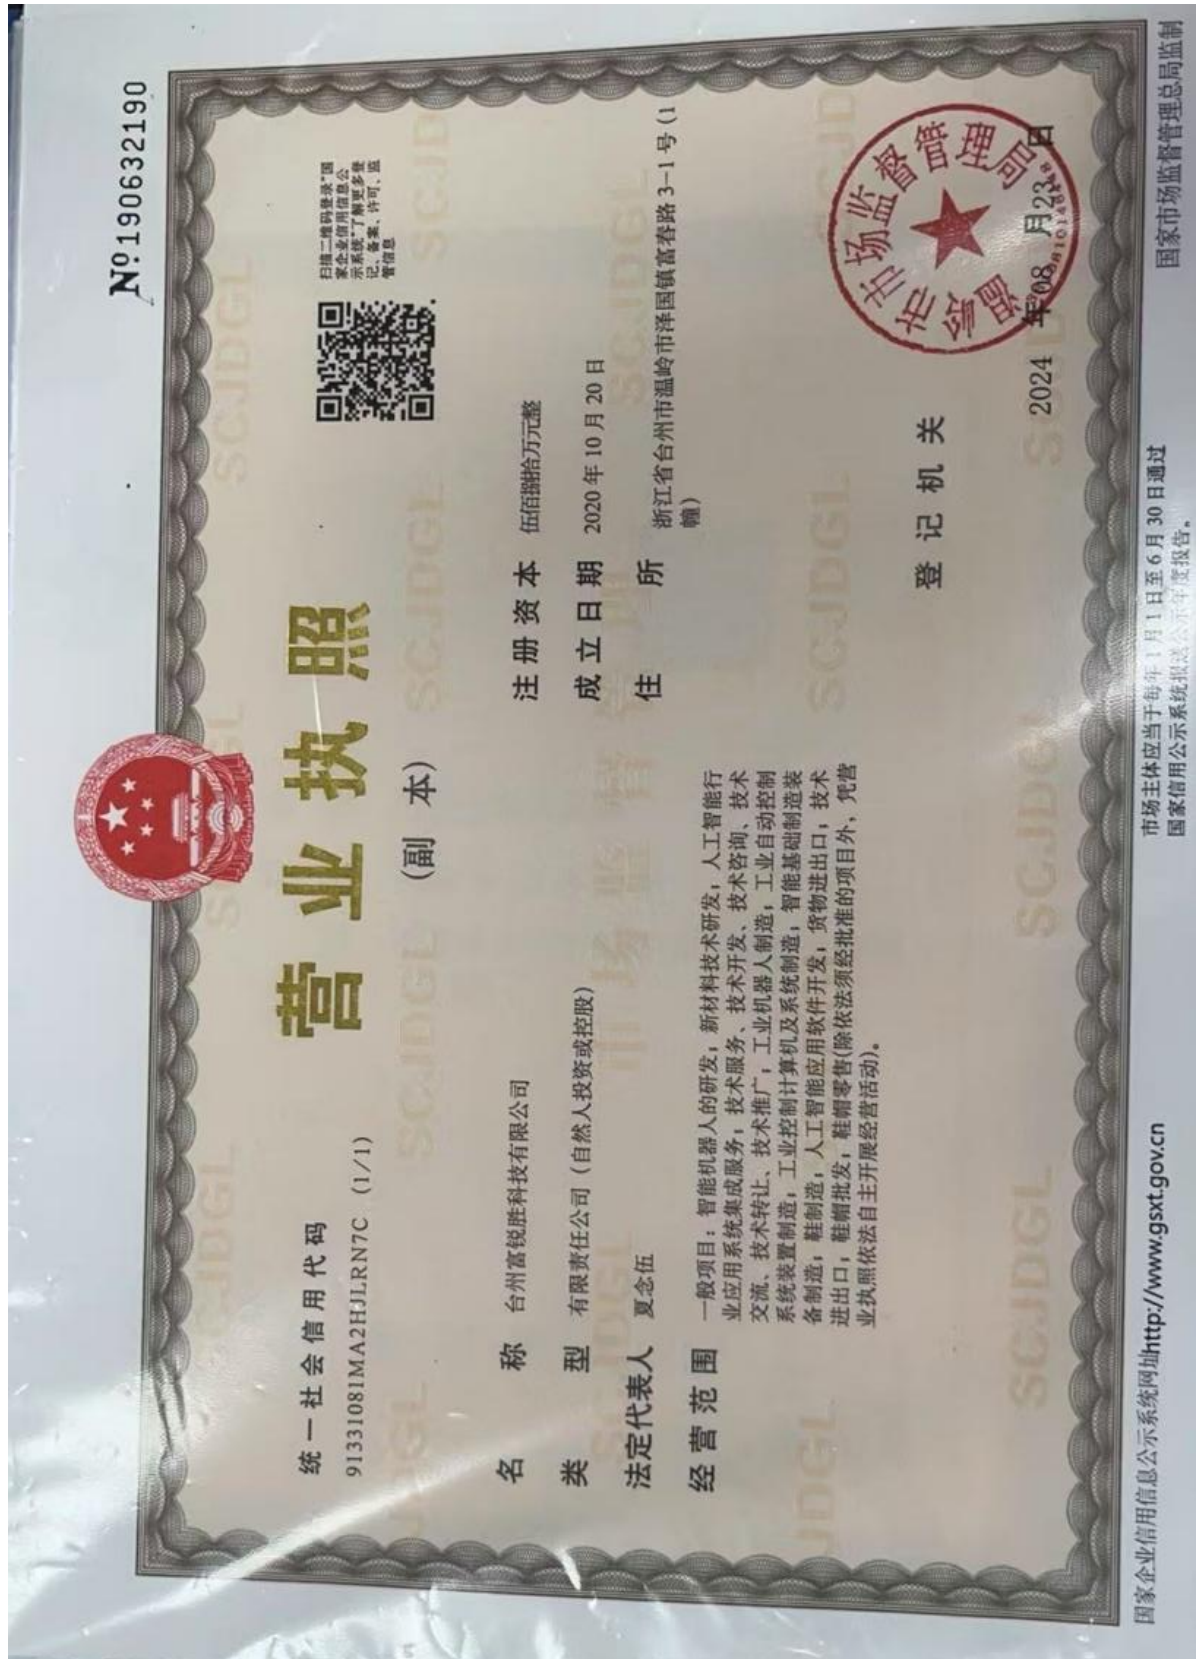 №190632190
营业执照
(副 本)
扫描二维码登录"国
家企业信用信息公
示系统"了解更多登
记、备案、许可、监
管信息
统一社会信用代码
91331081MA2HJLRN7C (1/1)
名 称 台州富锐胜科技有限公司
类 型 有限责任公司(自然人投资或控股)
法定代表人 夏念伍
经营范围 一般项目:智能机器人的研发;新材料技术研发;人工智能行
业应用系统集成服务;技术服务、技术开发、技术咨询、技术
交流、技术转让、技术推广;工业机器人制造;工业自动控制
系统装置制造;工业控制计算机及系统制造;智能基础制造装
备制造;鞋制造;人工智能应用软件开发;货物进出口;技术
进出口;鞋帽批发;鞋帽零售(除依法须经批准的项目外,凭营
业执照依法自主开展经营活动)。
注册资本 伍佰捌拾万元整
成立日期 2020年10月20日
住 所 浙江省台州市温岭市泽国镇富春路3-1号(1
幢)
登记机关
温岭市市场监督管理局
2024 年 08 月 23 日
国家企业信用信息公示系统网址http://www.gsxt.gov.cn
市场主体应当于每年1月1日至6月30日通过
国家信用公示系统报送公示年度报告。
国家市场监督管理总局监制